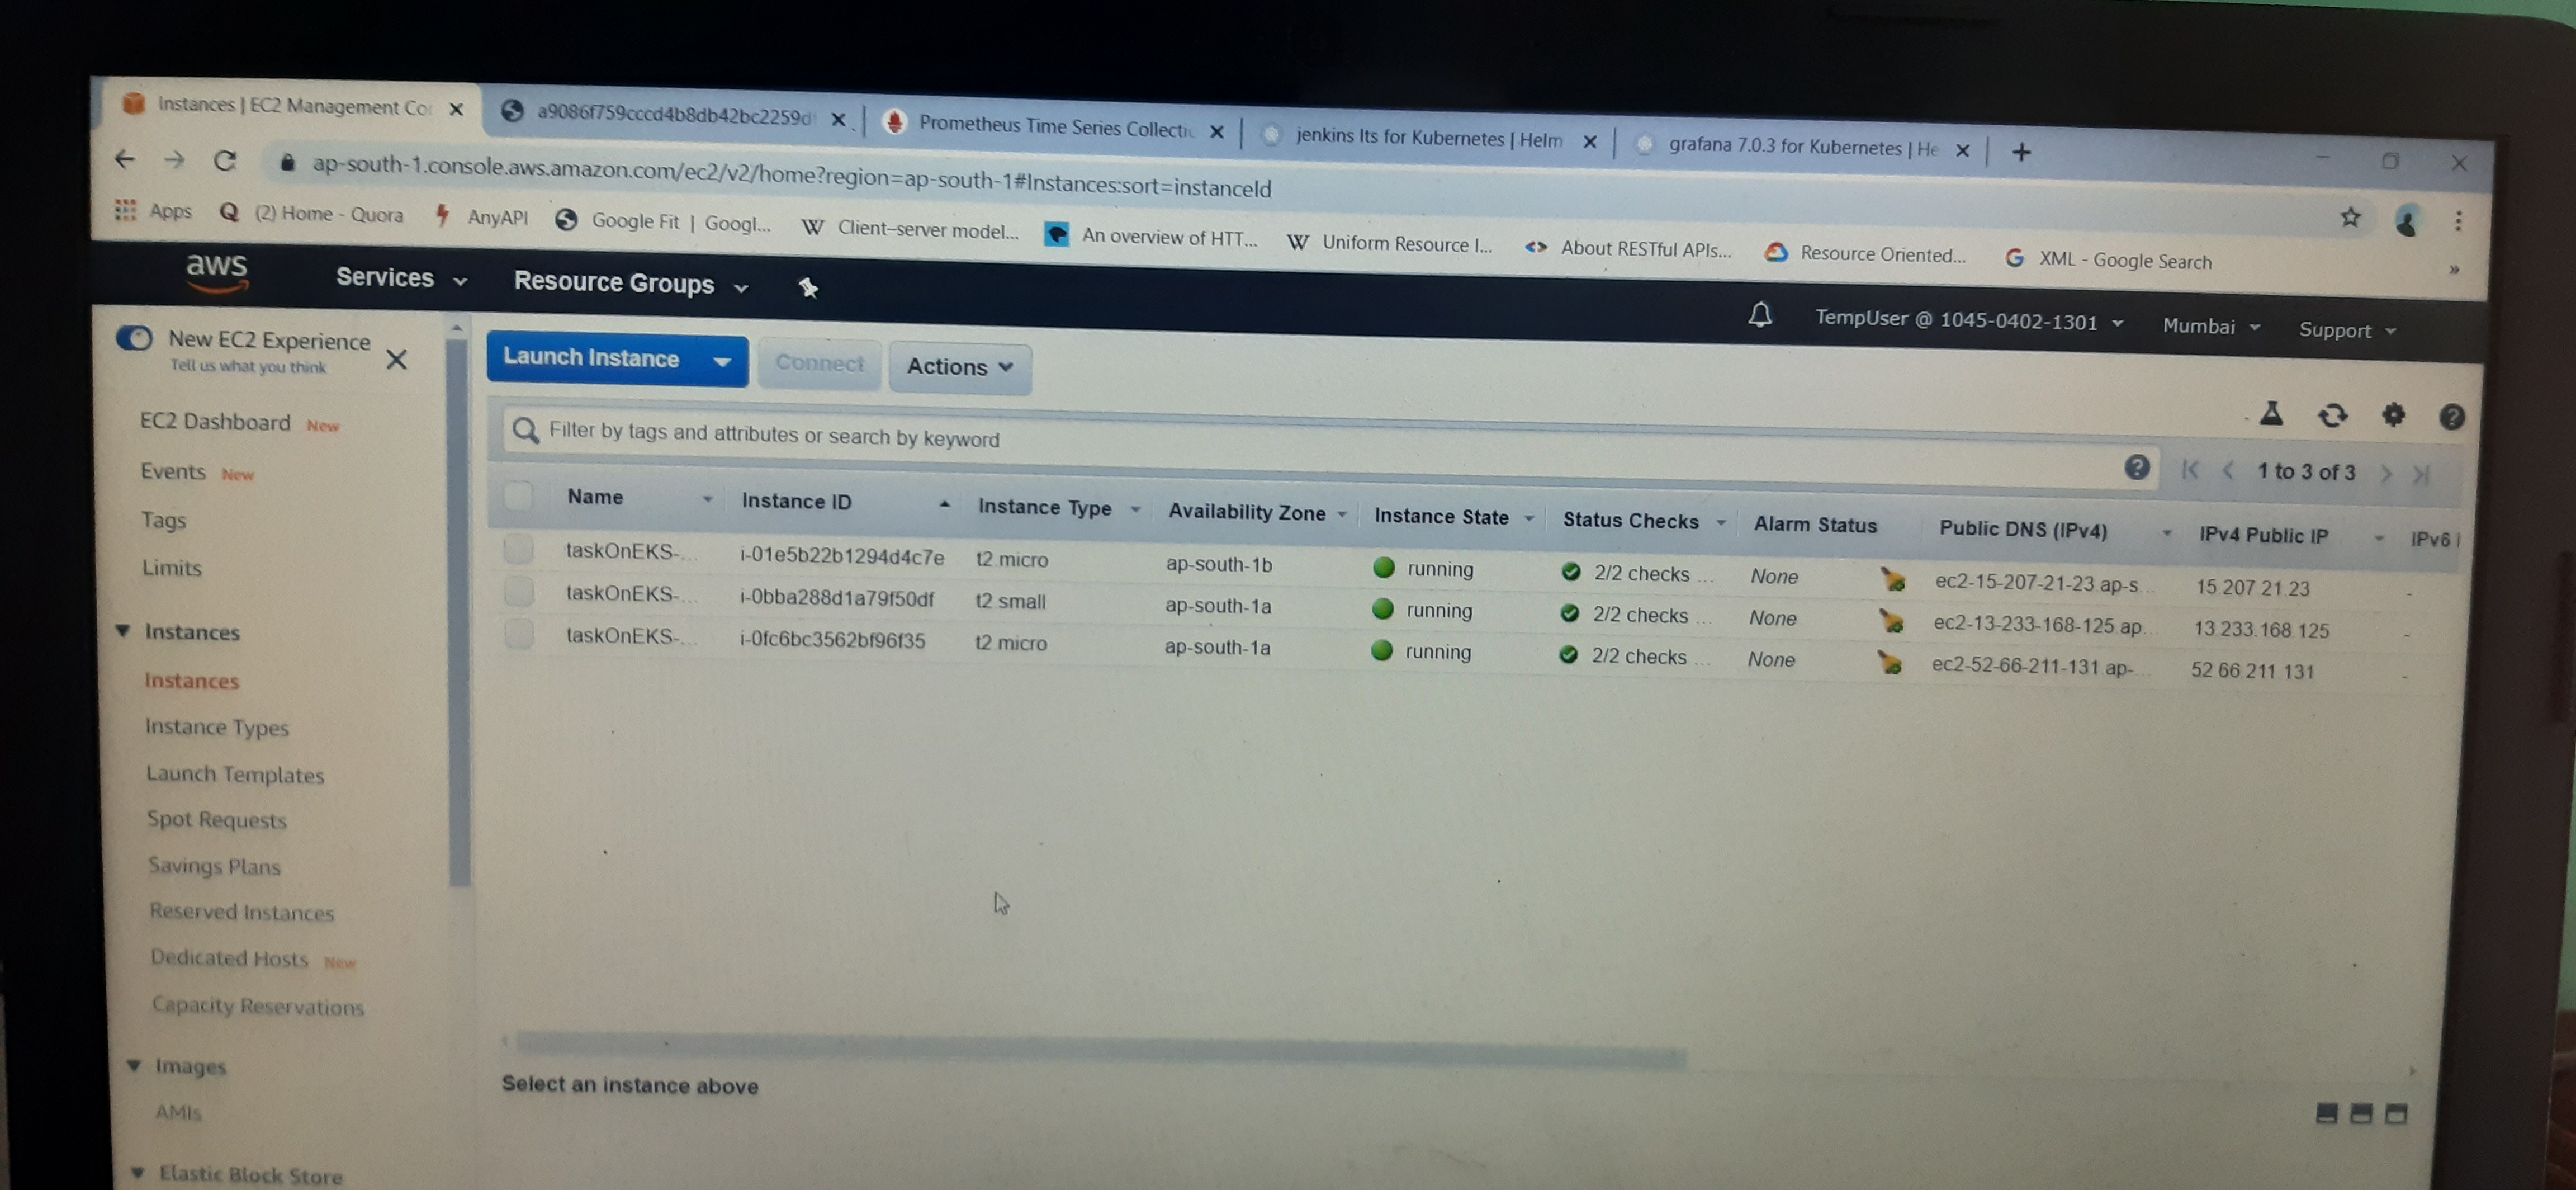 Instances | EC2 Management Co
a9086f759cccd4b8db42bc2259d
Prometheus Time Series Collecti
jenkins lts for Kubernetes | Helm
grafana 7.0.3 for Kubernetes | He
ap-south-1.console.aws.amazon.com/ec2/v2/home?region=ap-south-1#Instances:sort=instanceId
Apps
(2) Home - Quora
AnyAPI
Google Fit | Googl...
Client–server model...
An overview of HTT...
Uniform Resource I...
About RESTful APIs...
Resource Oriented...
XML - Google Search
»
aws
Services
Resource Groups
TempUser @ 1045-0402-1301
Mumbai
Support
New EC2 Experience
Tell us what you think
EC2 Dashboard New
Events New
Tags
Limits
Instances
Instances
Instance Types
Launch Templates
Spot Requests
Savings Plans
Reserved Instances
Dedicated Hosts New
Capacity Reservations
Images
AMIs
Elastic Block Store
Launch Instance
Connect
Actions
Filter by tags and attributes or search by keyword
1 to 3 of 3
Name Instance ID Instance Type Availability Zone Instance State Status Checks Alarm Status Public DNS (IPv4) IPv4 Public IP IPv6
taskOnEKS-... i-01e5b22b1294d4c7e t2.micro ap-south-1b running 2/2 checks ... None ec2-15-207-21-23.ap-s... 15.207.21.23 -
taskOnEKS-... i-0bba288d1a79f50df t2.small ap-south-1a running 2/2 checks ... None ec2-13-233-168-125.ap... 13.233.168.125 -
taskOnEKS-... i-0fc6bc3562bf96f35 t2.micro ap-south-1a running 2/2 checks ... None ec2-52-66-211-131.ap-... 52.66.211.131 -
Select an instance above